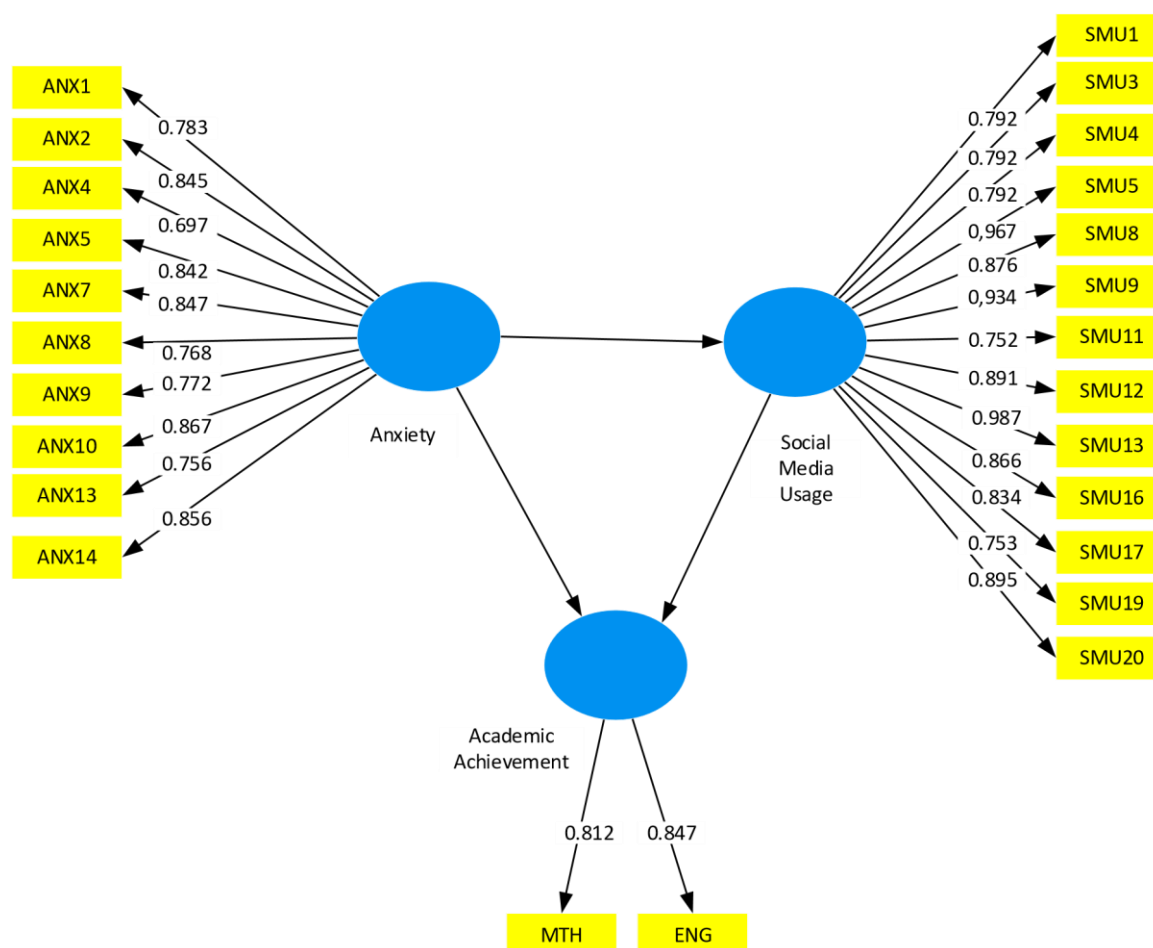 ANX1
ANX2
ANX4
ANX5
ANX7
ANX8
ANX9
ANX10
ANX13
ANX14
0.783
0.845
0.697
0.842
0.847
0.768
0.772
0.867
0.756
0.856
Anxiety
Social
Media
Usage
0.792
0.792
0.792
0,967
0.876
0,934
0.752
0.891
0.987
0.866
0.834
0.753
0.895
SMU1
SMU3
SMU4
SMU5
SMU8
SMU9
SMU11
SMU12
SMU13
SMU16
SMU17
SMU19
SMU20
Academic
Achievement
0.812
0.847
MTH
ENG